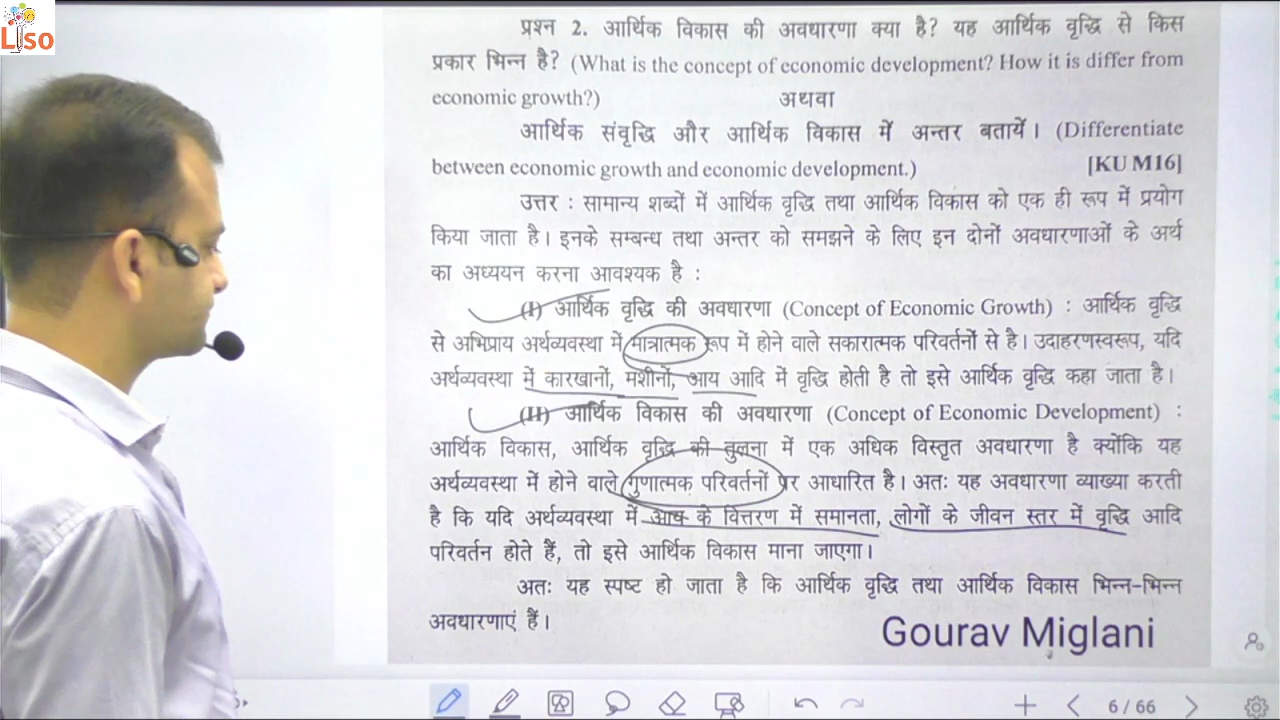 Liso
प्रश्न 2. आर्थिक विकास की अवधारणा क्या है? यह आर्थिक वृद्धि से किस
प्रकार भिन्न है? (What is the concept of economic development? How it is differ from
economic growth?) अथवा
आर्थिक संवृद्धि और आर्थिक विकास में अन्तर बतायें। (Differentiate
between economic growth and economic development.) [KU M16]
उत्तर : सामान्य शब्दों में आर्थिक वृद्धि तथा आर्थिक विकास को एक ही रूप में प्रयोग
किया जाता है। इनके सम्बन्ध तथा अन्तर को समझने के लिए इन दोनों अवधारणाओं के अर्थ
का अध्ययन करना आवश्यक है :
(I) आर्थिक वृद्धि की अवधारणा (Concept of Economic Growth) : आर्थिक वृद्धि
से अभिप्राय अर्थव्यवस्था में मात्रात्मक रूप में होने वाले सकारात्मक परिवर्तनों से है। उदाहरणस्वरूप, यदि
अर्थव्यवस्था में कारखानों, मशीनों, आय आदि में वृद्धि होती है तो इसे आर्थिक वृद्धि कहा जाता है।
(II) आर्थिक विकास की अवधारणा (Concept of Economic Development) :
आर्थिक विकास, आर्थिक वृद्धि की तुलना में एक अधिक विस्तृत अवधारणा है क्योंकि यह
अर्थव्यवस्था में होने वाले गुणात्मक परिवर्तनों पर आधारित है। अतः यह अवधारणा व्याख्या करती
है कि यदि अर्थव्यवस्था में आय के वित्तरण में समानता, लोगों के जीवन स्तर में वृद्धि आदि
परिवर्तन होते हैं, तो इसे आर्थिक विकास माना जाएगा।
अतः यह स्पष्ट हो जाता है कि आर्थिक वृद्धि तथा आर्थिक विकास भिन्न-भिन्न
अवधारणाएं हैं।
Gourav Miglani
6 / 66